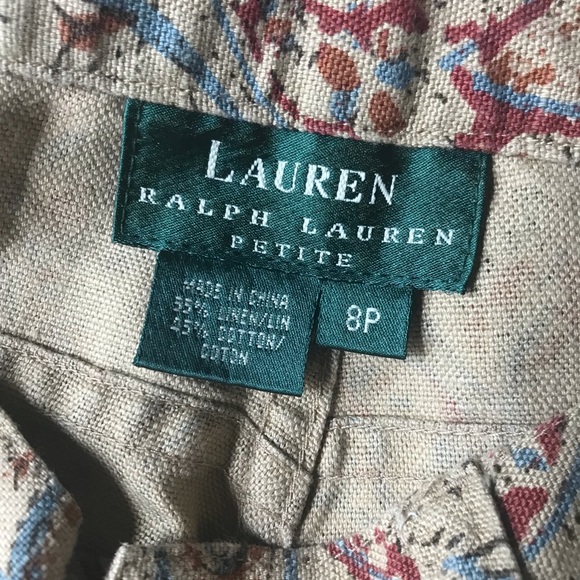 LAUREN
RALPH LAUREN
PETITE
MADE IN CHINA
55% LINEN/LIN
45% COTTON/
COTON
8P